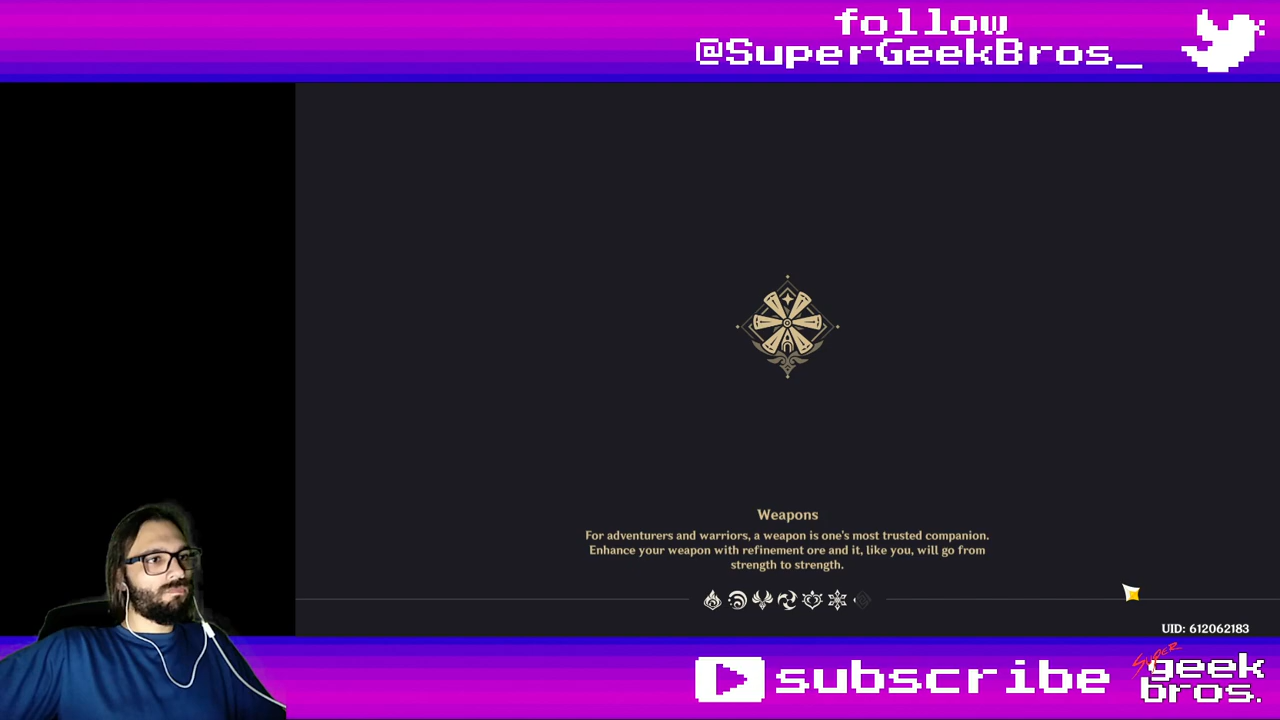 follow
@SuperGeekBros_
Weapons
For adventurers and warriors, a weapon is one's most trusted companion.
Enhance your weapon with refinement ore and it, like you, will go from
strength to strength.
UID: 612062183
subscribe
SUPER
geek
bros.